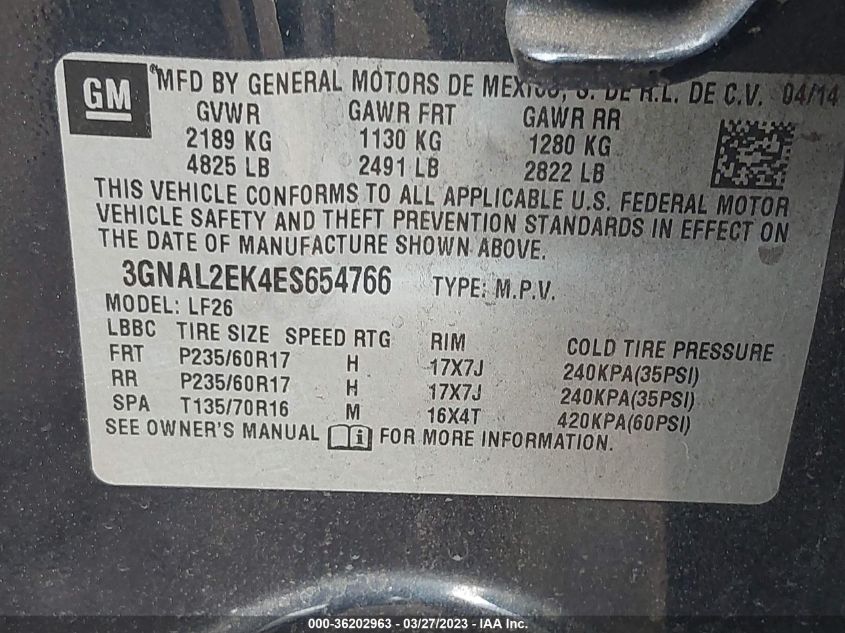 GM
MFD BY GENERAL MOTORS DE MEXICO, S. DE R.L. DE C.V. 04/14
GVWR GAWR FRT GAWR RR
2189 KG 1130 KG 1280 KG
4825 LB 2491 LB 2822 LB
THIS VEHICLE CONFORMS TO ALL APPLICABLE U.S. FEDERAL MOTOR
VEHICLE SAFETY AND THEFT PREVENTION STANDARDS IN EFFECT ON
THE DATE OF MANUFACTURE SHOWN ABOVE.
3GNAL2EK4ES654766 TYPE: M.P.V.
MODEL: LF26
LBBC TIRE SIZE SPEED RTG RIM COLD TIRE PRESSURE
FRT P235/60R17 H 17X7J 240KPA(35PSI)
RR P235/60R17 H 17X7J 240KPA(35PSI)
SPA T135/70R16 M 16X4T 420KPA(60PSI)
SEE OWNER'S MANUAL i FOR MORE INFORMATION.
000-36202963 - 03/27/2023 - IAA Inc.